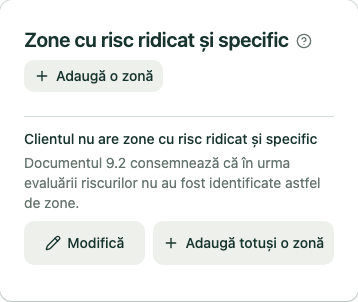 Zone cu risc ridicat și specific
Adaugă o zonă
Clientul nu are zone cu risc ridicat și specific
Documentul 9.2 consemnează că în urma
evaluării riscurilor nu au fost identificate astfel
de zone.
Modifică
Adaugă totuși o zonă